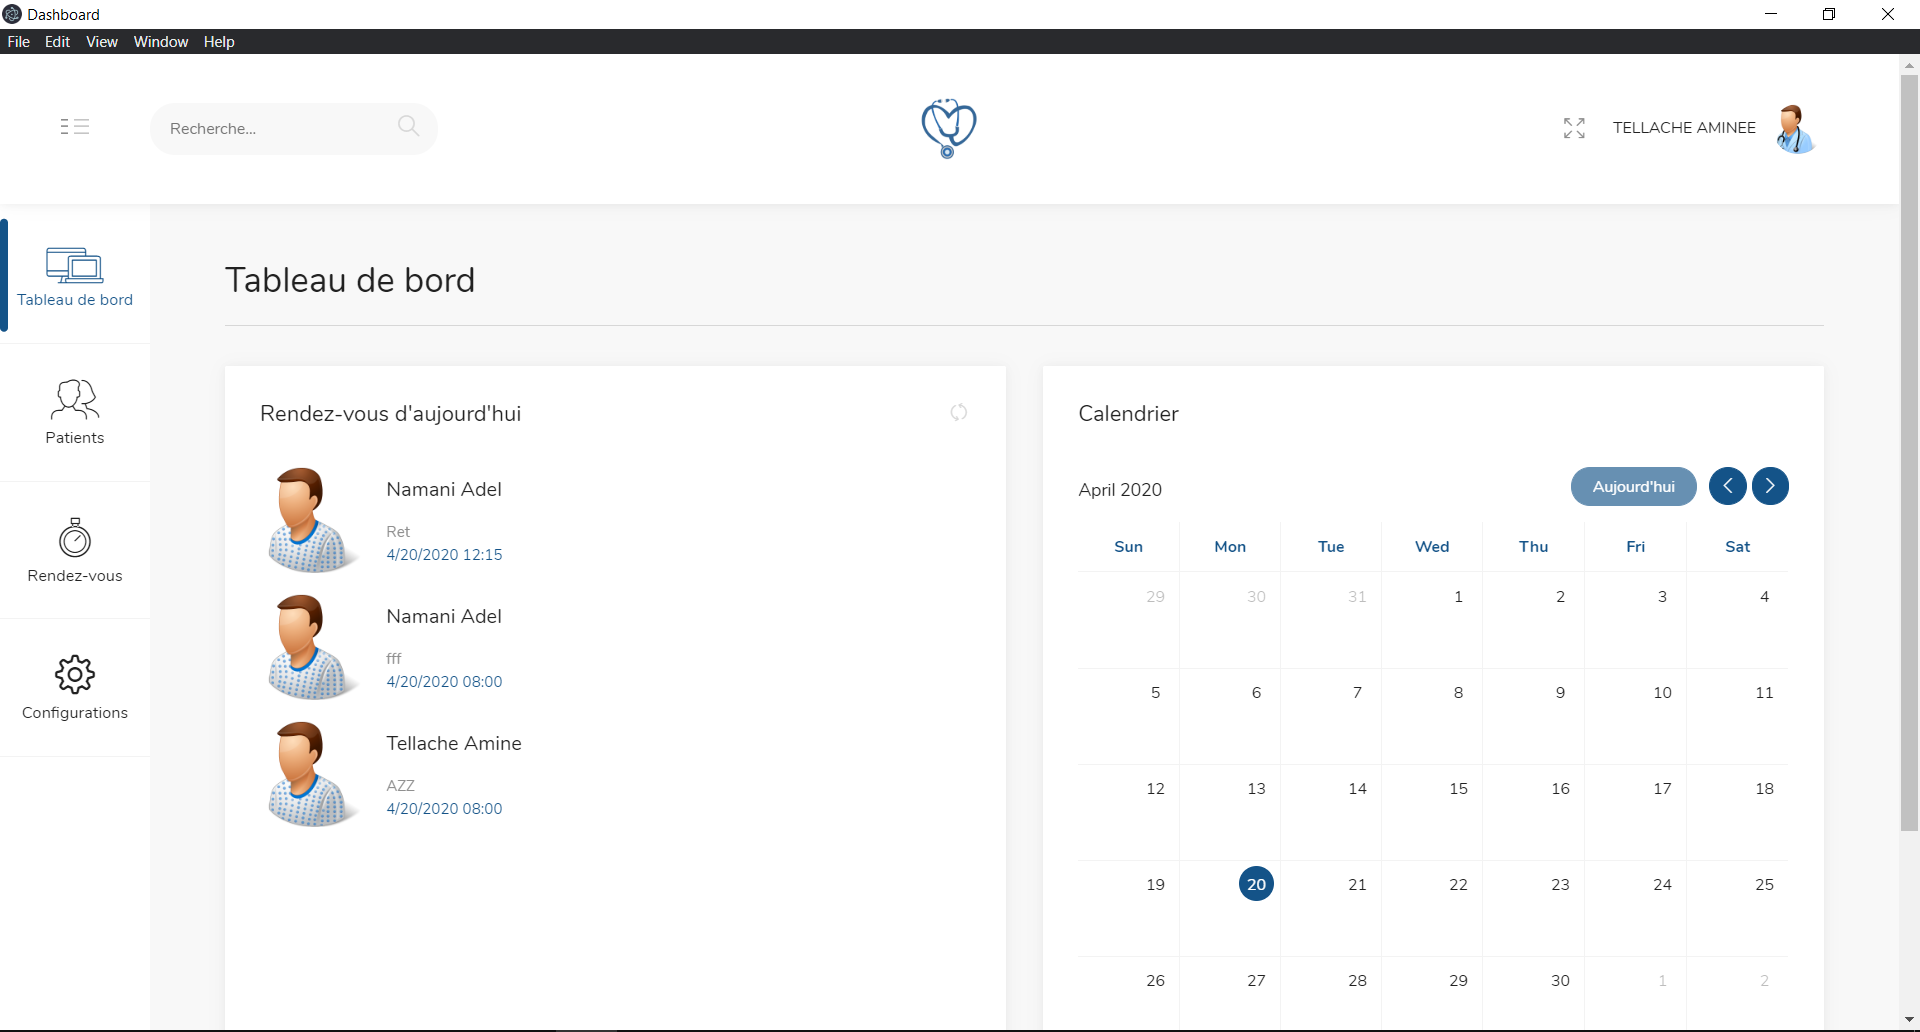 Dashboard
File Edit View Window Help
Recherche...
TELLACHE AMINEE
Tableau de bord
Patients
Rendez-vous
Configurations
Tableau de bord
Rendez-vous d'aujourd'hui
Namani Adel
Ret
4/20/2020 12:15
Namani Adel
fff
4/20/2020 08:00
Tellache Amine
AZZ
4/20/2020 08:00
Calendrier
April 2020
Aujourd'hui
Sun Mon Tue Wed Thu Fri Sat
29 30 31 1 2 3 4
5 6 7 8 9 10 11
12 13 14 15 16 17 18
19 20 21 22 23 24 25
26 27 28 29 30 1 2